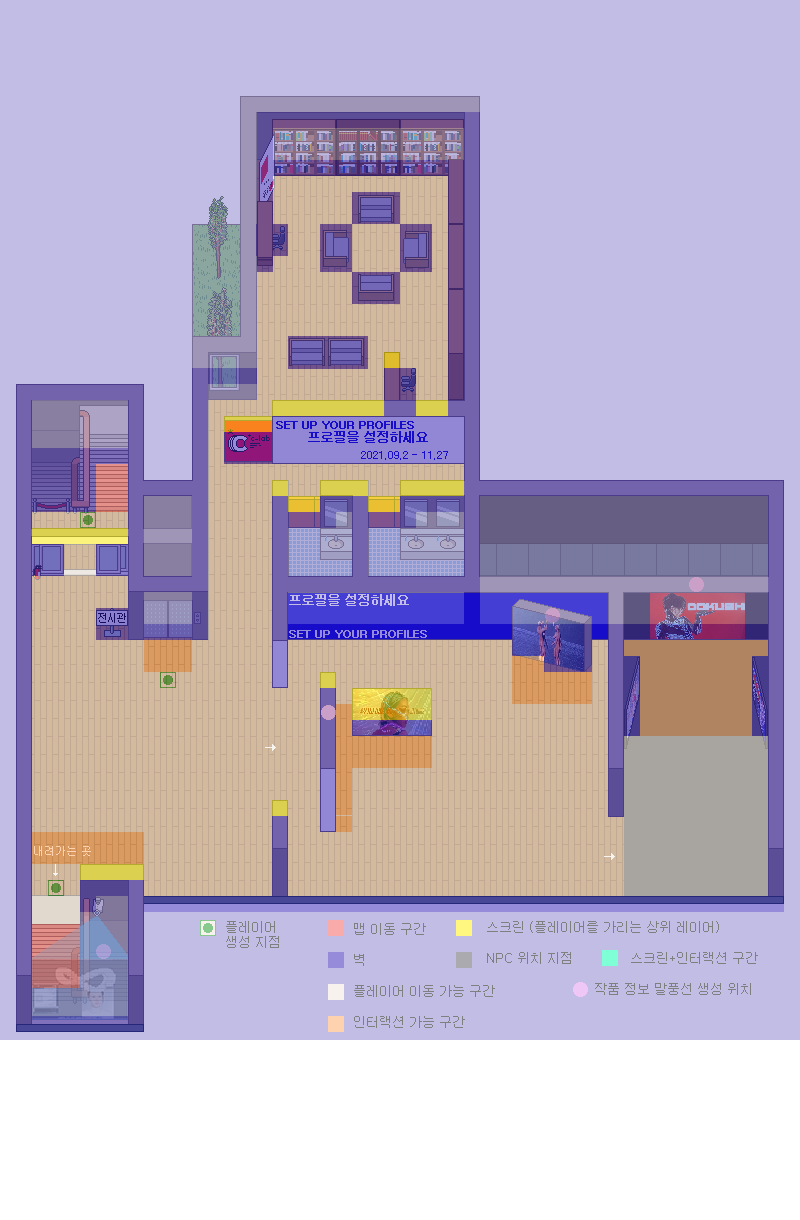 c-lab
SET UP YOUR PROFILES
프로필을 설정하세요
2021.09.2 - 11.27
전시관
프로필을 설정하세요
SET UP YOUR PROFILES
→
→
내려가는 곳
↓
플레이어
생성 지점
맵 이동 구간
스크린 (플레이어를 가리는 상위 레이어)
벽
NPC 위치 지점
스크린+인터랙션 구간
플레이어 이동 가능 구간
작품 정보 말풍선 생성 위치
인터랙션 가능 구간